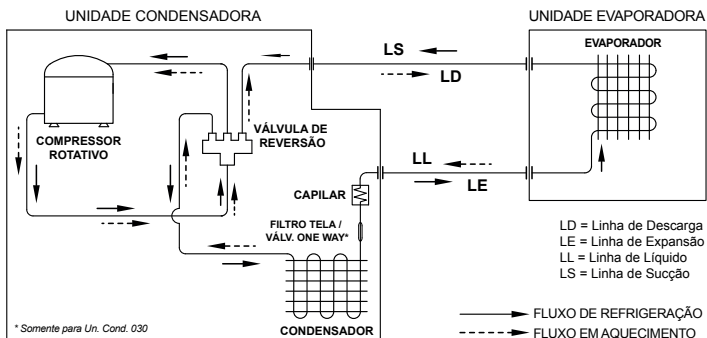 UNIDADE CONDENSADORA
UNIDADE EVAPORADORA
EVAPORADOR
LS
LD
COMPRESSOR
ROTATIVO
VÁLVULA DE
REVERSÃO
LL
LE
CAPILAR
FILTRO TELA /
VÁLV. ONE WAY*
CONDENSADOR
* Somente para Un. Cond. 030
LD = Linha de Descarga
LE = Linha de Expansão
LL = Linha de Líquido
LS = Linha de Sucção
FLUXO DE REFRIGERAÇÃO
FLUXO EM AQUECIMENTO